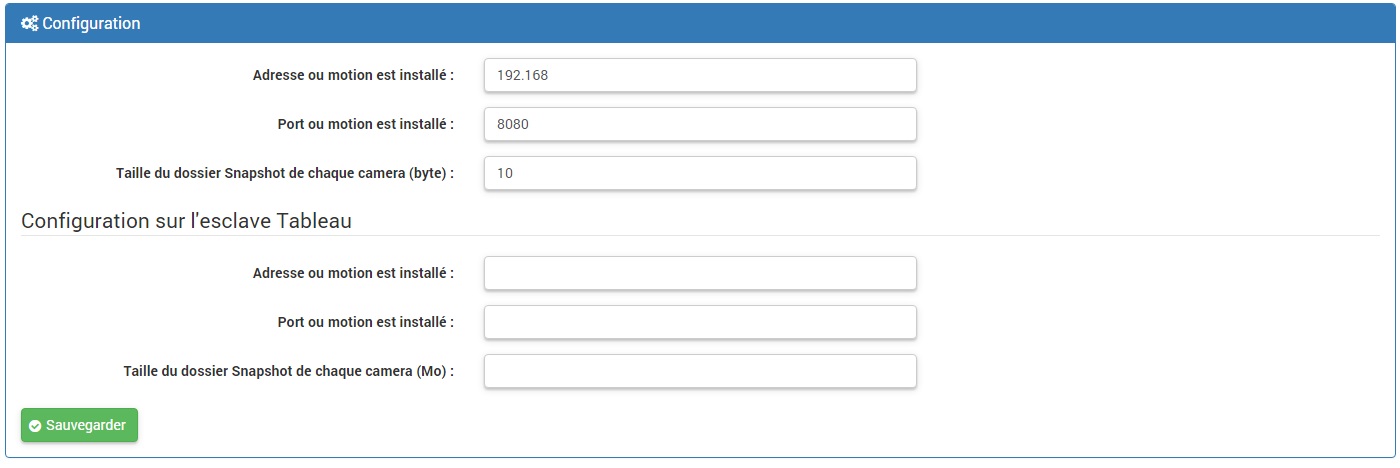 Configuration
Adresse ou motion est installé : 192.168
Port ou motion est installé : 8080
Taille du dossier Snapshot de chaque camera (byte) : 10
Configuration sur l'esclave Tableau
Adresse ou motion est installé :
Port ou motion est installé :
Taille du dossier Snapshot de chaque camera (Mo) :
Sauvegarder